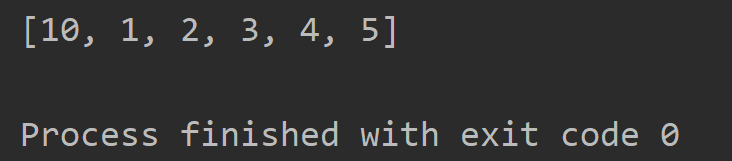 [10, 1, 2, 3, 4, 5]
Process finished with exit code 0